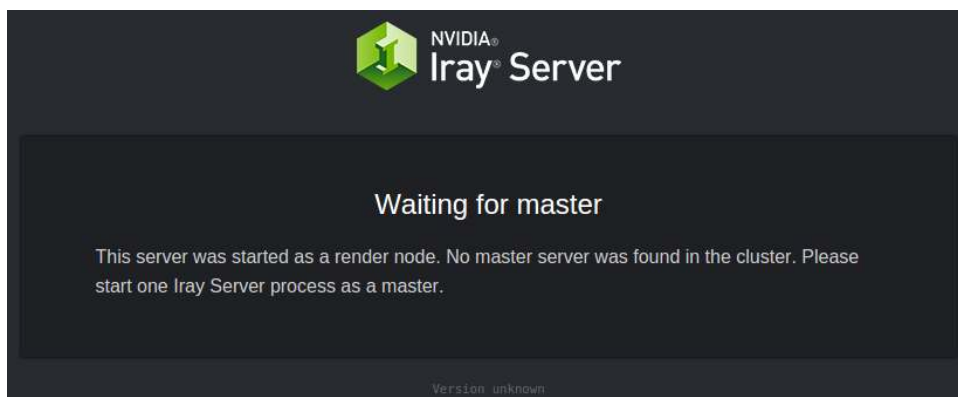 NVIDIA®
Iray® Server
Waiting for master
This server was started as a render node. No master server was found in the cluster. Please
start one Iray Server process as a master.
Version unknown